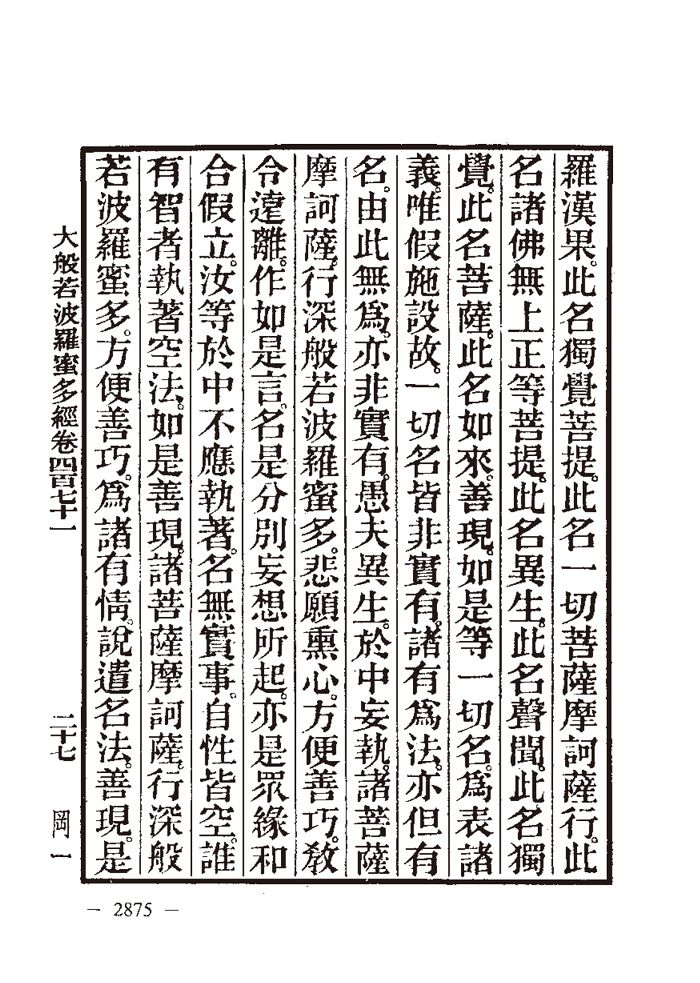 羅漢果。此名獨覺菩提。此名一切菩薩摩訶薩行。此
名諸佛無上正等菩提。此名異生。此名聲聞。此名獨
覺。此名菩薩。此名如來。善現。如是等一切名。爲表諸
義。唯假施設故。一切名皆非實有。諸有爲法。亦但有
名。由此無爲。亦非實有。愚夫異生。於中妄執。諸菩薩
摩訶薩。行深般若波羅蜜多。悲願熏心。方便善巧。敎
令遠離。作如是言。名是分別妄想所起。亦是眾緣和
合假立。汝等於中不應執著。名無實事。自性皆空。誰
有智者執著空法。如是善現。諸菩薩摩訶薩。行深般
若波羅蜜多。方便善巧。爲諸有情。說遣名法。善現。是
大般若波羅蜜多經卷四百七十一 二十七 岡一
— 2875 —